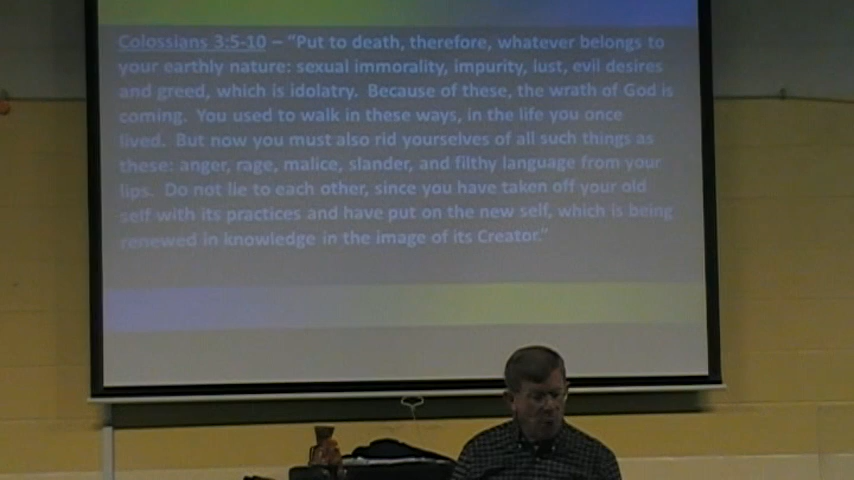 Colossians 3:5-10 – “Put to death, therefore, whatever belongs to
your earthly nature: sexual immorality, impurity, lust, evil desires
and greed, which is idolatry. Because of these, the wrath of God is
coming. You used to walk in these ways, in the life you once
lived. But now you must also rid yourselves of all such things as
these: anger, rage, malice, slander, and filthy language from your
lips. Do not lie to each other, since you have taken off your old
self with its practices and have put on the new self, which is being
renewed in knowledge in the image of its Creator.”